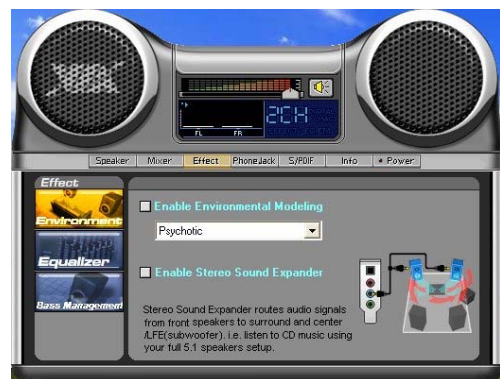 VIA
2CH
FL FR
Speaker Mixer Effect PhoneJack S/PDIF Info Power
Effect
Environment
Equalizer
Bass Management
Enable Environmental Modeling
Psychotic
Enable Stereo Sound Expander
Stereo Sound Expander routes audio signals
from front speakers to surround and center
/LFE(subwoofer). i.e. listen to CD music using
your full 5.1 speakers setup.